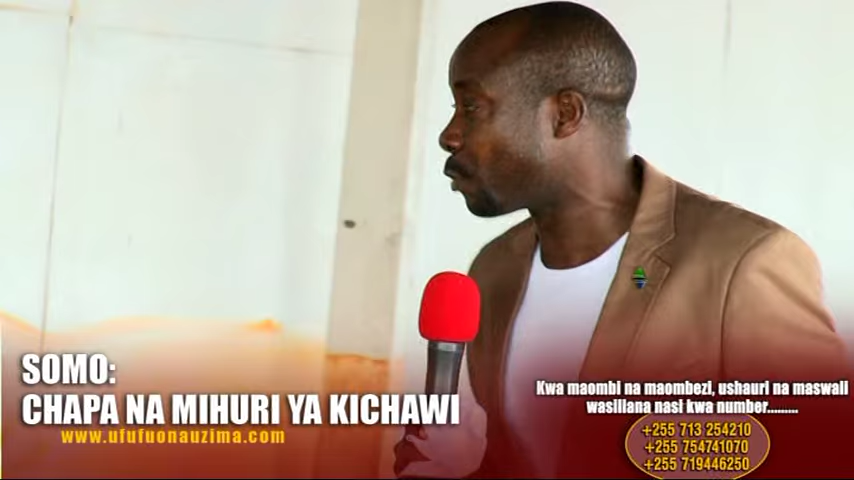 SOMO:
CHAPA NA MIHURI YA KICHAWI
www.ufufuonauzima.com
Kwa maombi na maombezi, ushauri na maswali
wasiliana nasi kwa number.........
+255 713 254210
+255 754741070
+255 719446250